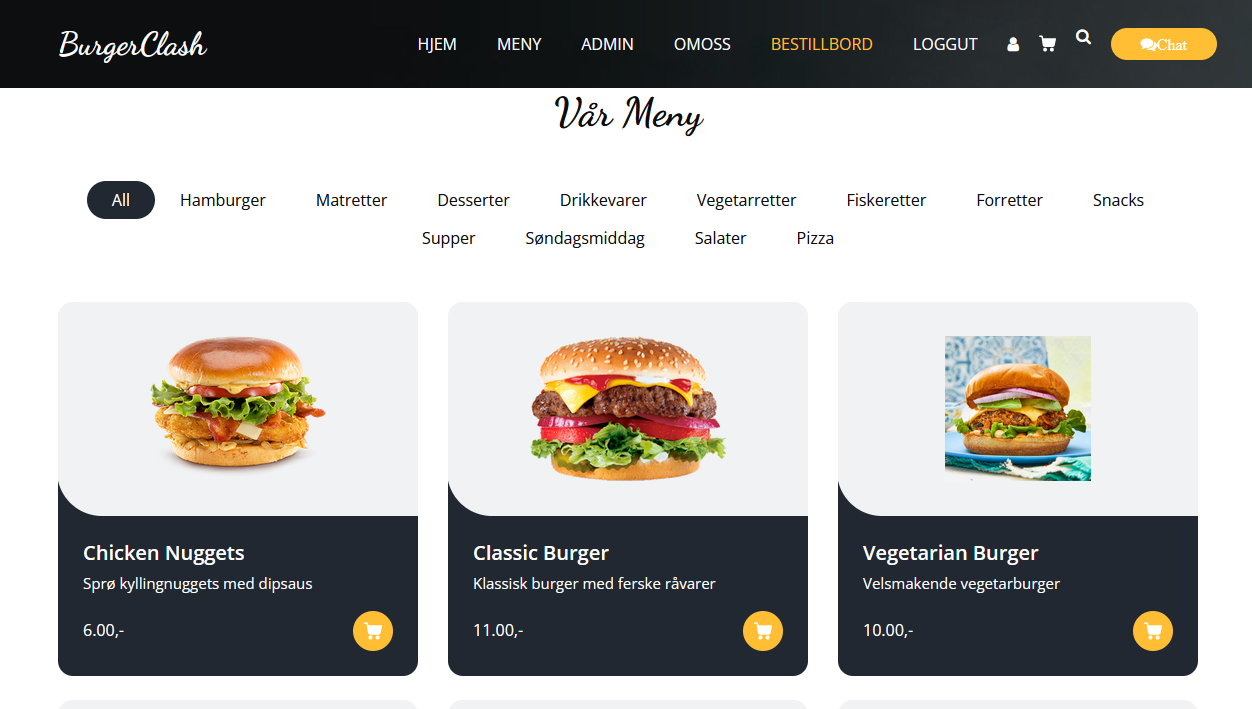 BurgerClash HJEM MENY ADMIN OMOSS BESTILLBORD LOGGUT Chat
Vår Meny
All Hamburger Matretter Desserter Drikkevarer Vegetarretter Fiskeretter Forretter Snacks
Supper Søndagsmiddag Salater Pizza
Chicken Nuggets
Sprø kyllingnuggets med dipsaus
6.00,-
Classic Burger
Klassisk burger med ferske råvarer
11.00,-
Vegetarian Burger
Velsmakende vegetarburger
10.00,-